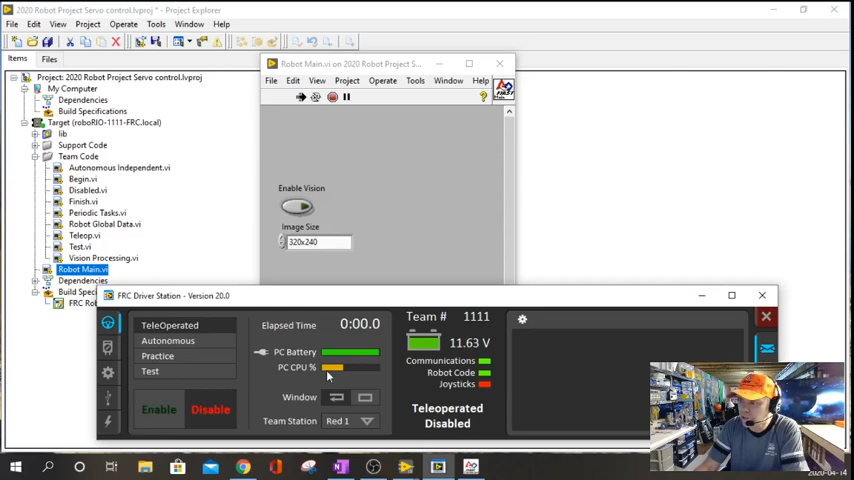 2020 Robot Project Servo control.lvproj * - Project Explorer
File Edit View Project Operate Tools Window Help
Items Files
Project: 2020 Robot Project Servo control.lvproj
My Computer
Dependencies
Build Specifications
Target (roboRIO-1111-FRC.local)
lib
Support Code
Team Code
Autonomous Independent.vi
Begin.vi
Disabled.vi
Finish.vi
Periodic Tasks.vi
Robot Global Data.vi
Teleop.vi
Test.vi
Vision Processing.vi
Robot Main.vi
Dependencies
Build Speci
FRC Ro
Robot Main.vi on 2020 Robot Project S...
File Edit View Project Operate Tools Window Help
FIRST
Main
Enable Vision
Image Size
320x240
FRC Driver Station - Version 20.0
TeleOperated
Autonomous
Practice
Test
Enable Disable
Elapsed Time 0:00.0
PC Battery
PC CPU %
Window
Team Station Red 1
Team # 1111
11.63 V
Communications
Robot Code
Joysticks
Teleoperated
Disabled
2020-04-14